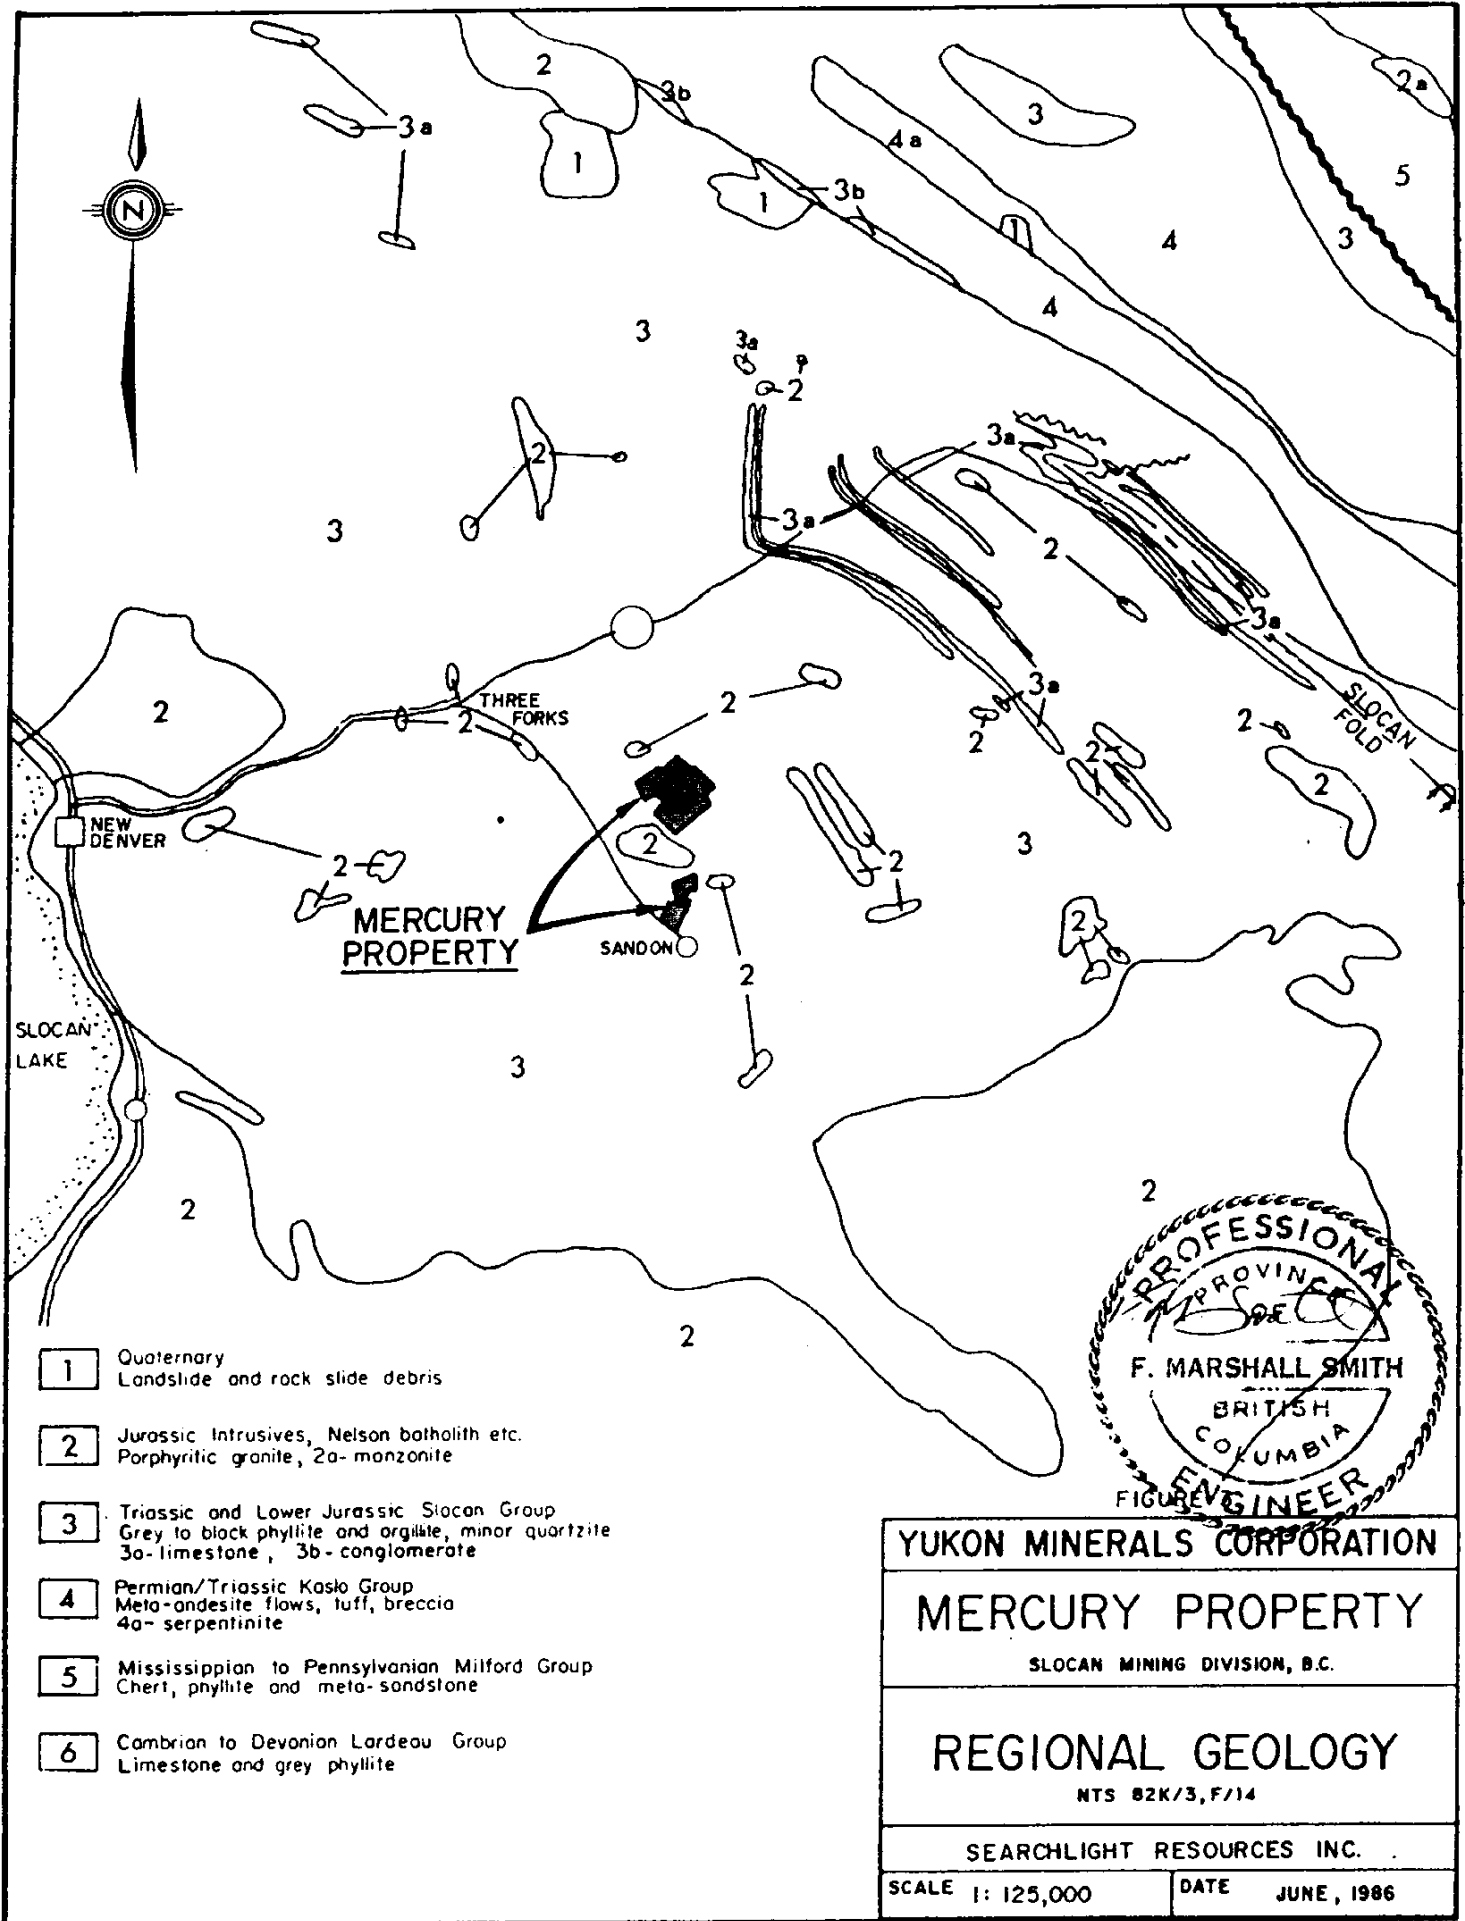 2
3b
2a
3
3a
4a
1
5
1
3b
N
1
4
3
4
3
3a
2
3a
2
3
3a
2
3a
SLOCAN
FOLD
2
THREE
FORKS
2
2
3a
2
2
2
2
NEW
DENVER
2
2
2
3
MERCURY
PROPERTY
SANDON
2
2
SLOCAN
LAKE
3
2
2
2
PROFESSIONAL
PROVINCE
OF
F. MARSHALL SMITH
BRITISH
COLUMBIA
ENGINEER
1 Quaternary
Landslide and rock slide debris
2 Jurassic Intrusives, Nelson batholith etc.
Porphyritic granite, 2a- monzonite
3 Triassic and Lower Jurassic Slocan Group
Grey to black phyllite and argillite, minor quartzite
3a- limestone, 3b- conglomerate
4 Permian/Triassic Kaslo Group
Meta-andesite flows, tuff, breccia
4a- serpentinite
5 Mississippian to Pennsylvanian Milford Group
Chert, phyllite and meta-sandstone
6 Cambrian to Devonian Lardeau Group
Limestone and grey phyllite
FIGURE
YUKON MINERALS CORPORATION
MERCURY PROPERTY
SLOCAN MINING DIVISION, B.C.
REGIONAL GEOLOGY
NTS 82K/3, F/14
SEARCHLIGHT RESOURCES INC.
SCALE 1: 125,000
DATE JUNE, 1986